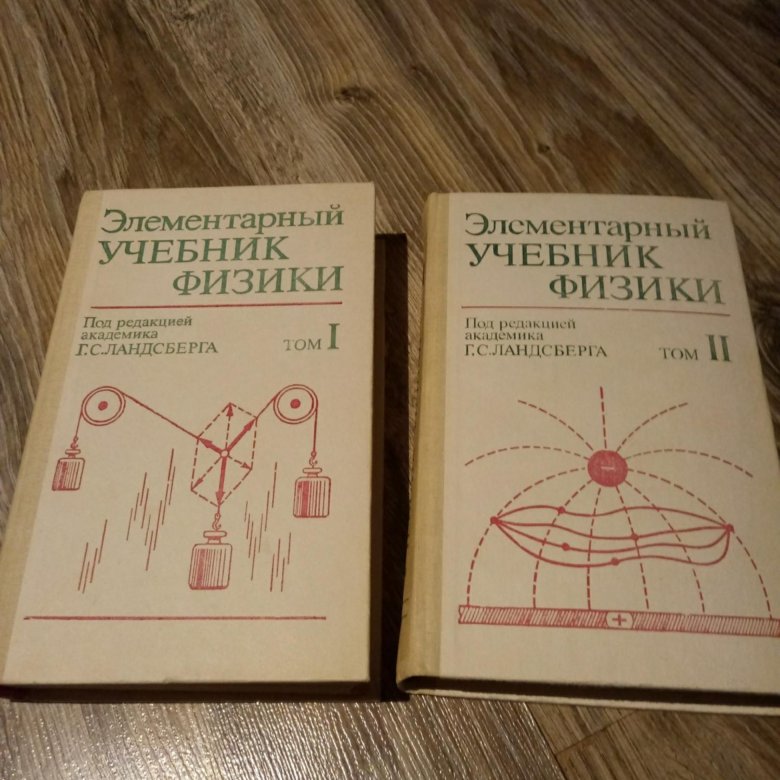 Элементарный
УЧЕБНИК
ФИЗИКИ
Под редакцией
академика
Г.С.ЛАНДСБЕРГА
ТОМ I
Элементарный
УЧЕБНИК
ФИЗИКИ
Под редакцией
академика
Г.С.ЛАНДСБЕРГА
ТОМ II
−
+